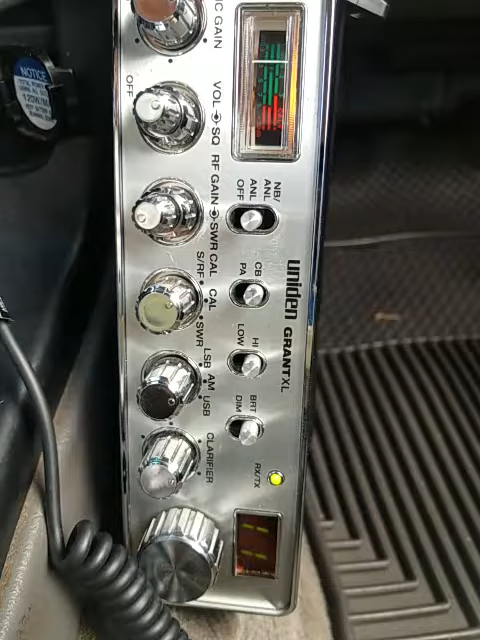 MIC GAIN
OFF
VOL SQ
RF GAIN SWR CAL
S/RF CAL SWR
LSB AM USB
CLARIFIER
NB/
ANL
ANL
OFF
CB
PA
HI
LOW
BRT
DIM
uniden GRANT XL
RX/TX
NOTICE
120W/M